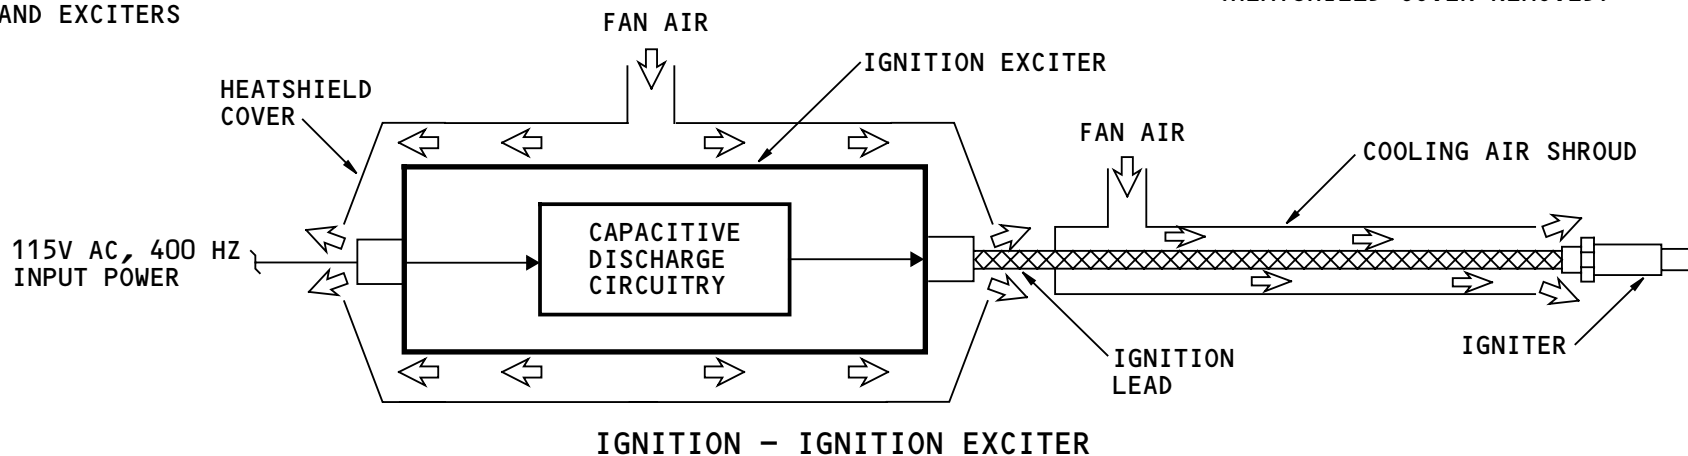 AND EXCITERS
FAN AIR
IGNITION EXCITER
HEATSHIELD
COVER
FAN AIR
COOLING AIR SHROUD
115V AC, 400 HZ
INPUT POWER
CAPACITIVE
DISCHARGE
CIRCUITRY
IGNITION
LEAD
IGNITER
IGNITION – IGNITION EXCITER